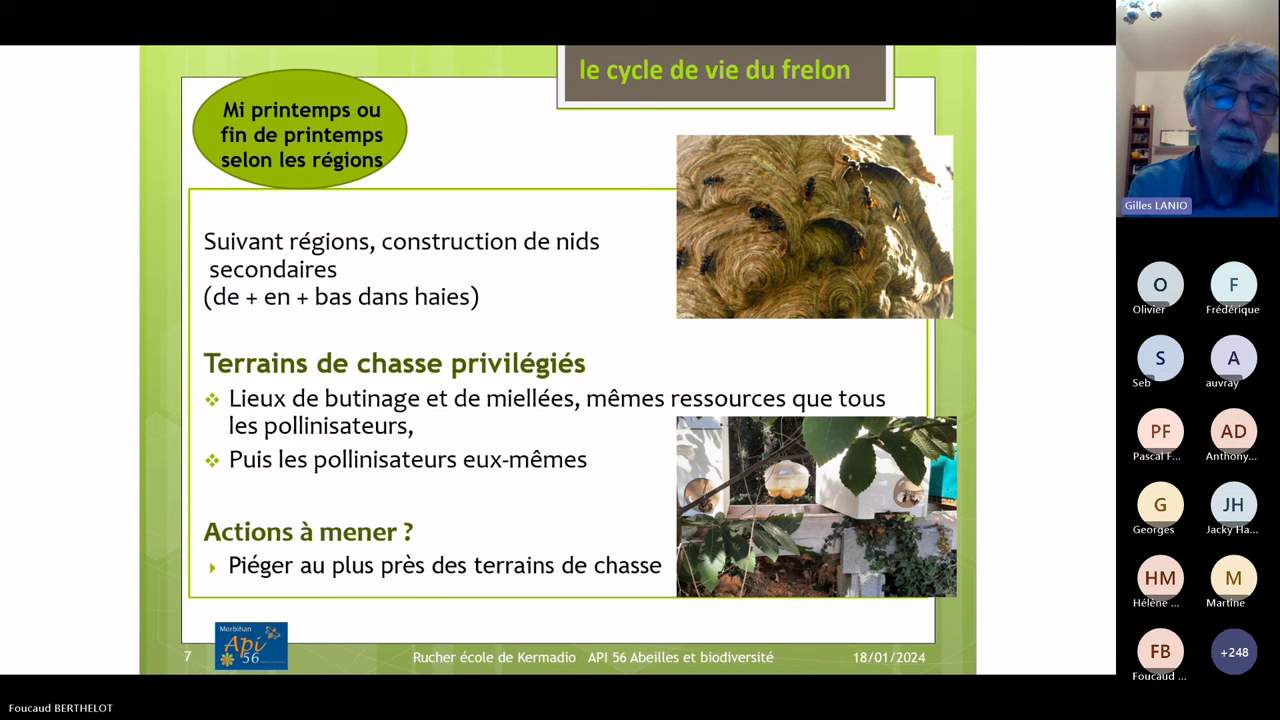 le cycle de vie du frelon
Mi printemps ou
fin de printemps
selon les régions
Suivant régions, construction de nids
secondaires
(de + en + bas dans haies)
Terrains de chasse privilégiés
Lieux de butinage et de miellées, mêmes ressources que tous
les pollinisateurs,
Puis les pollinisateurs eux-mêmes
Actions à mener ?
Piéger au plus près des terrains de chasse
7
Morbihan
Api
56
Rucher école de Kermadio API 56 Abeilles et biodiversité
18/01/2024
Gilles LANIO
O
Olivier
F
Frédérique
S
Seb
A
auvray
PF
Pascal F...
AD
Anthony...
G
Georges
JH
Jacky Ha...
HM
Hélène ...
M
Martine
FB
Foucaud ...
+248
Foucaud BERTHELOT